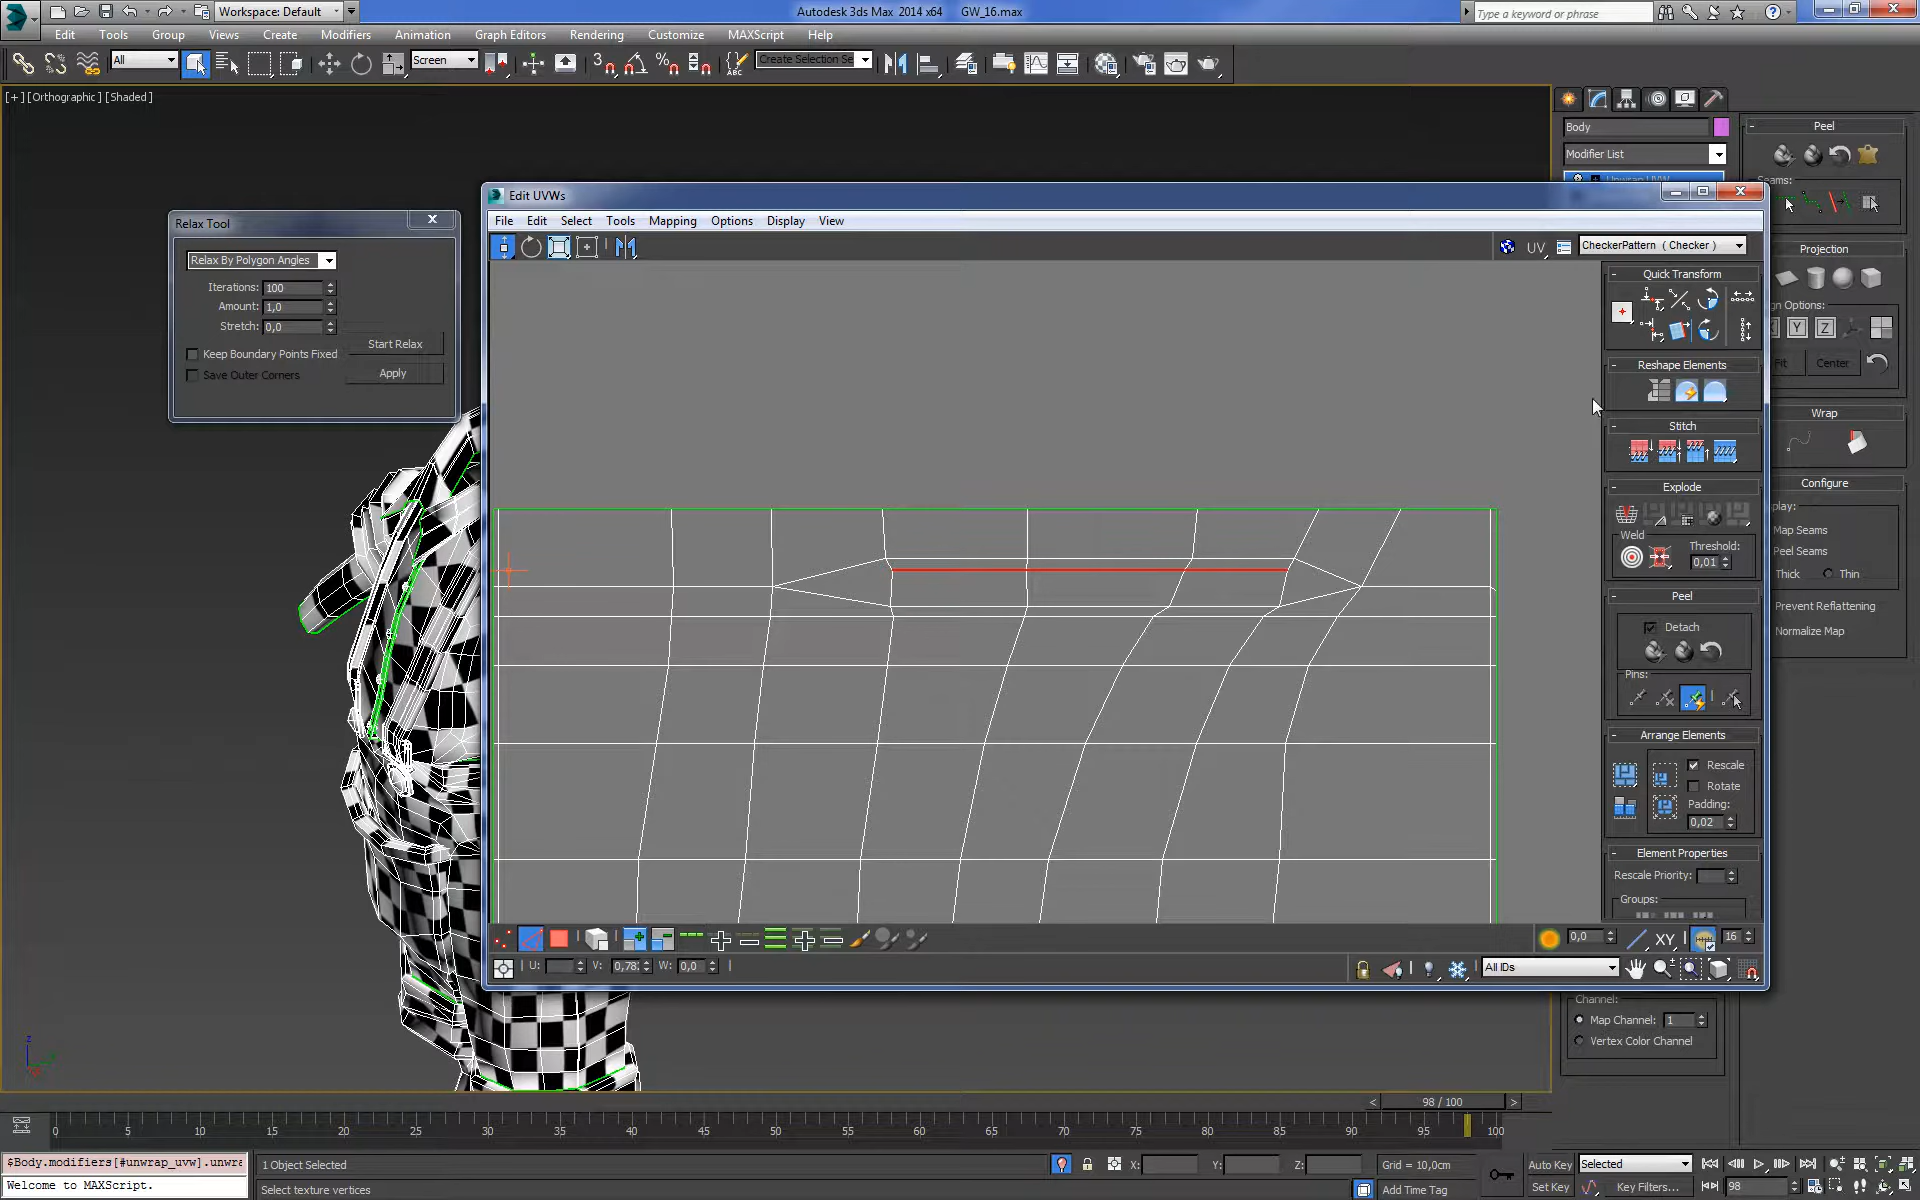 Workspace: Default
Autodesk 3ds Max 2014 x64 GW_16.max
Type a keyword or phrase
Edit Tools Group Views Create Modifiers Animation Graph Editors Rendering Customize MAXScript Help
All
Screen
Create Selection Se
[+] [Orthographic] [Shaded]
Body
Modifier List
Unwrap UVW
Peel
Seams:
Projection
Y Z
Center
Wrap
Configure
Map Seams
Peel Seams
Thick Thin
Prevent Reflattening
Normalize Map
Relax Tool
Relax By Polygon Angles
Iterations: 100
Amount: 1,0
Stretch: 0,0
Start Relax
Keep Boundary Points Fixed
Apply
Save Outer Corners
Edit UVWs
File Edit Select Tools Mapping Options Display View
UV
CheckerPattern ( Checker )
Quick Transform
Reshape Elements
Stitch
Explode
Weld
Threshold:
0,01
Peel
Detach
Pins:
Arrange Elements
Rescale
Rotate
Padding:
0,02
Element Properties
Rescale Priority:
Groups:
0,0 XY 16
U: V: 0,78 W: 0,0
All IDs
Channel:
Map Channel: 1
Vertex Color Channel
98 / 100
0 5 10 15 20 25 30 35 40 45 50 55 60 65 70 75 80 85 90 95 100
$Body.modifiers[#unwrap_uvw].unwra
Welcome to MAXScript.
1 Object Selected
Select texture vertices
X: Y: Z: Grid = 10,0cm
Add Time Tag
Auto Key Selected
Set Key Key Filters...
98